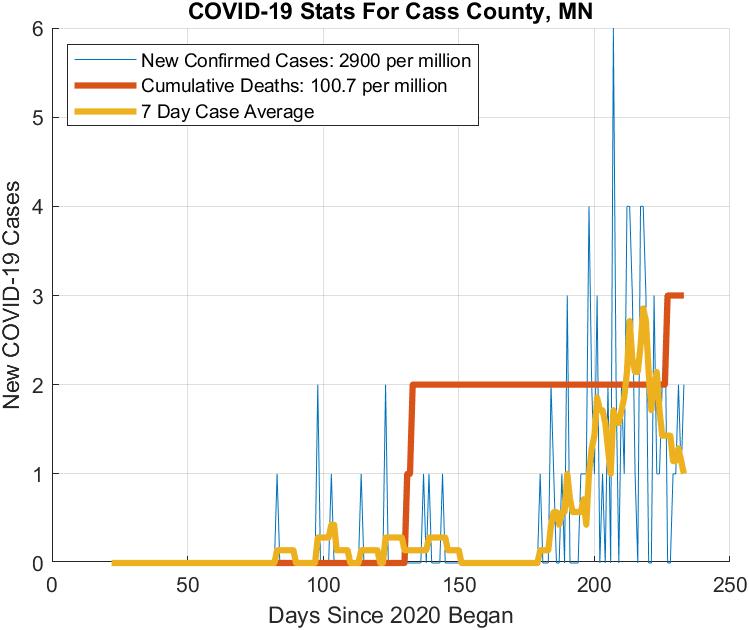 COVID-19 Stats For Cass County, MN
New Confirmed Cases: 2900 per million
Cumulative Deaths: 100.7 per million
7 Day Case Average
New COVID-19 Cases
6
5
4
3
2
1
0
0 50 100 150 200 250
Days Since 2020 Began